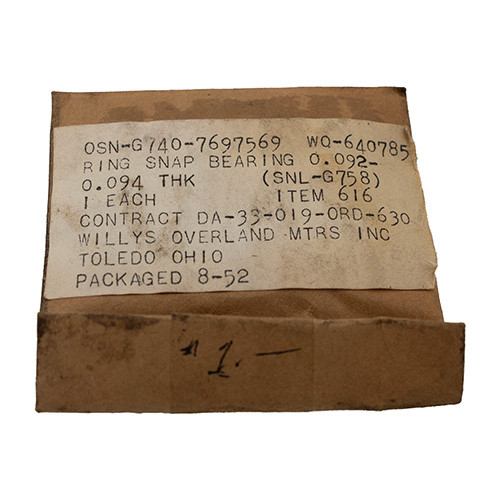 OSN-G740-7697569 WQ-640785
RING SNAP BEARING 0.092-
0.094 THK (SNL-G758)
1 EACH ITEM 616
CONTRACT DA-33-019-ORD-630
WILLYS OVERLAND MTRS INC
TOLEDO OHIO
PACKAGED 8-52
1.—